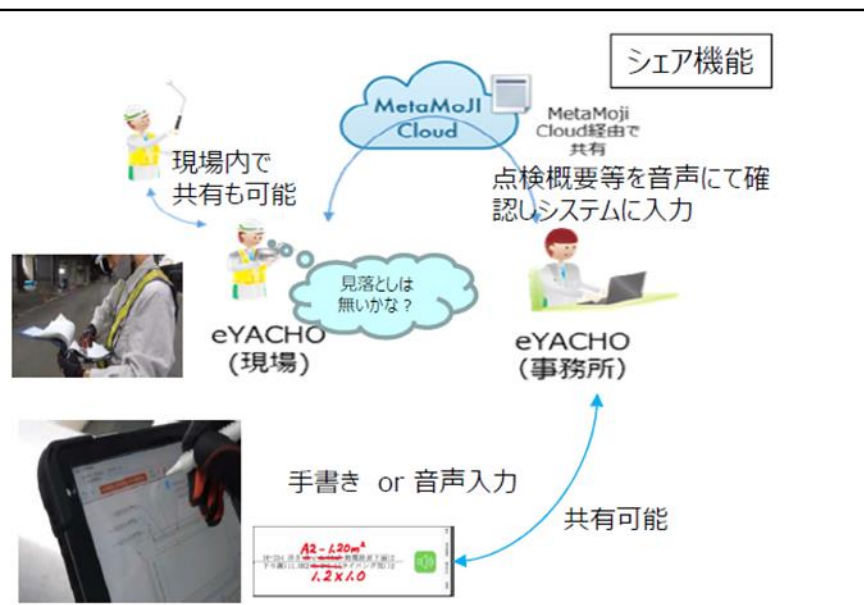 シェア機能
MetaMoJI
Cloud
MetaMoji
Cloud経由で
共有
現場内で
共有も可能
点検概要等を音声にて確
認しシステムに入力
見落としは
無いかな？
eYACHO
(現場)
eYACHO
(事務所)
手書き or 音声入力
共有可能
A2-1.20m²
1.2×1.0